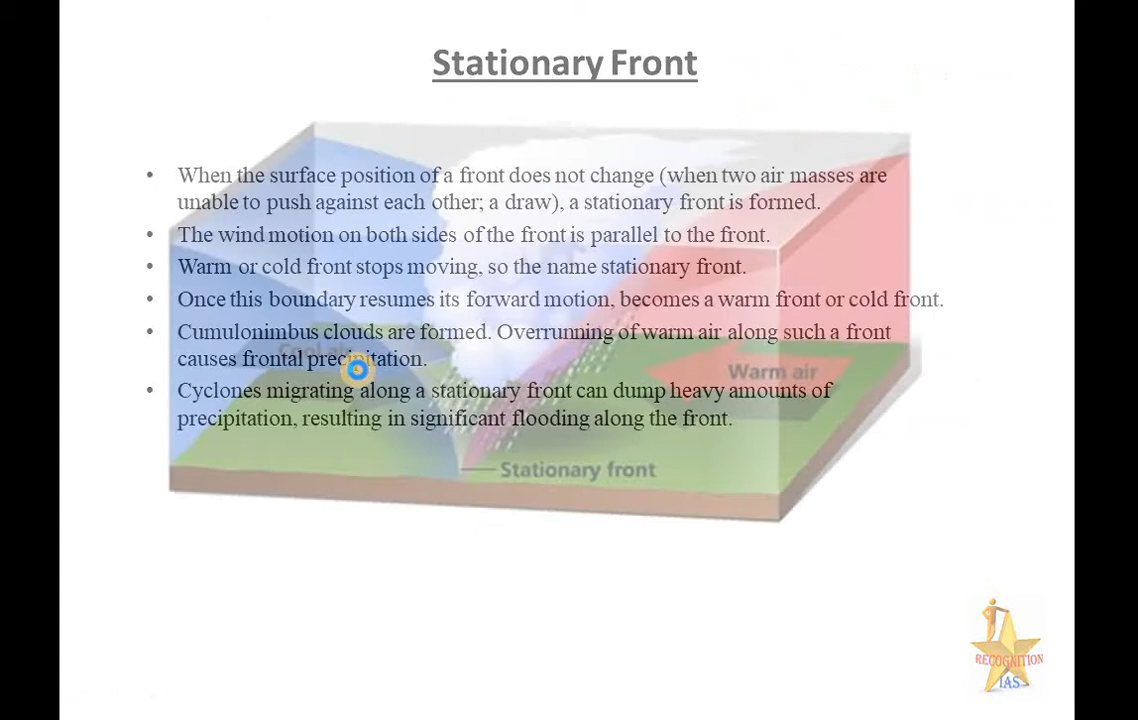 Stationary Front
• When the surface position of a front does not change (when two air masses are
unable to push against each other; a draw), a stationary front is formed.
• The wind motion on both sides of the front is parallel to the front.
• Warm or cold front stops moving, so the name stationary front.
• Once this boundary resumes its forward motion, becomes a warm front or cold front.
• Cumulonimbus clouds are formed. Overrunning of warm air along such a front
causes frontal precipitation.
Warm air
• Cyclones migrating along a stationary front can dump heavy amounts of
precipitation, resulting in significant flooding along the front.
Stationary front
RECOGNITION
IAS